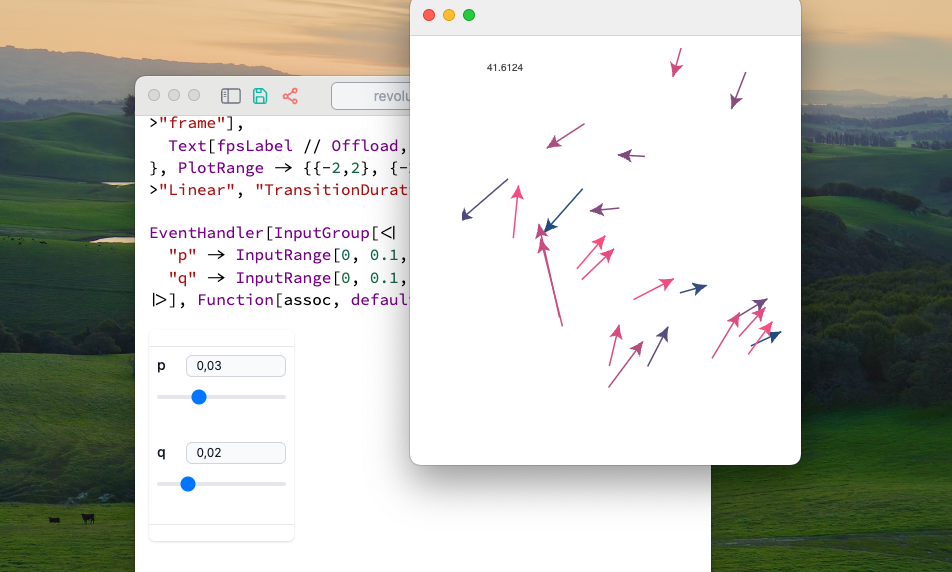 41.6124
revolu
>"frame"],
Text[fpsLabel // Offload,
}, PlotRange -> {{-2,2}, {-
>"Linear", "TransitionDurat
EventHandler[InputGroup[<|
"p" -> InputRange[0, 0.1,
"q" -> InputRange[0, 0.1,
|>], Function[assoc, defaul
p 0,03
q 0,02